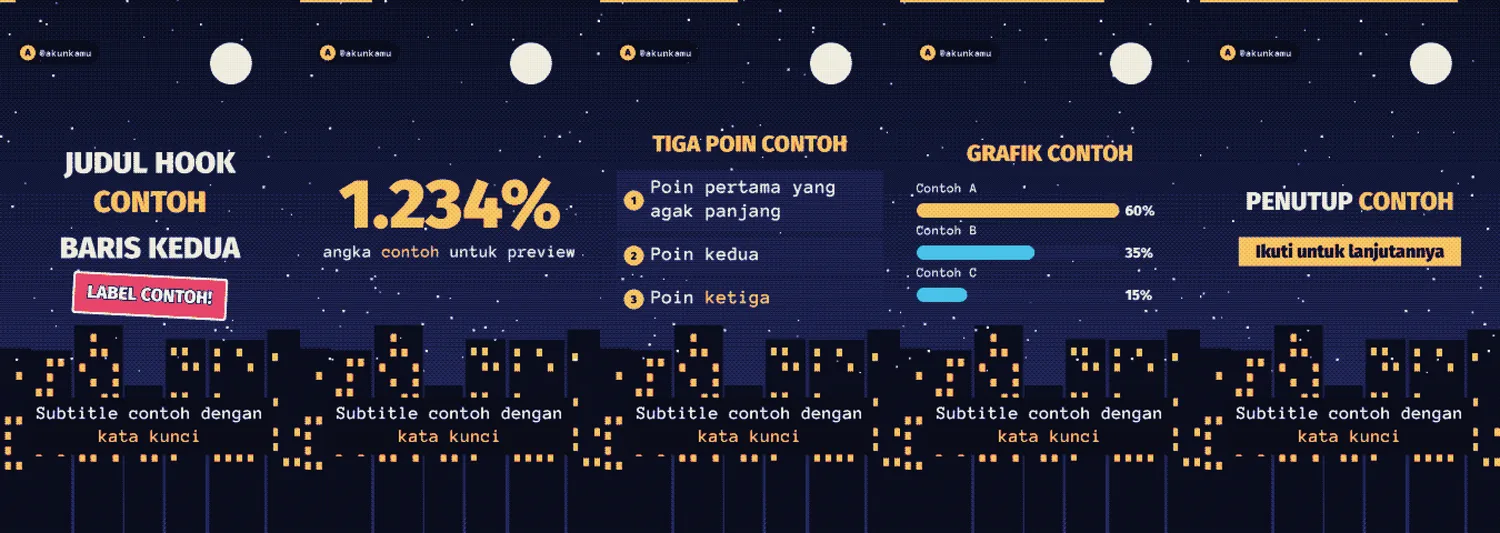 A @akunkamu
JUDUL HOOK
CONTOH
BARIS KEDUA
LABEL CONTOH!
Subtitle contoh dengan
kata kunci
A @akunkamu
1.234%
angka contoh untuk preview
Subtitle contoh dengan
kata kunci
A @akunkamu
TIGA POIN CONTOH
1 Poin pertama yang
agak panjang
2 Poin kedua
3 Poin ketiga
Subtitle contoh dengan
kata kunci
A @akunkamu
GRAFIK CONTOH
Contoh A
60%
Contoh B
35%
Contoh C
15%
Subtitle contoh dengan
kata kunci
A @akunkamu
PENUTUP CONTOH
Ikuti untuk lanjutannya
Subtitle contoh dengan
kata kunci